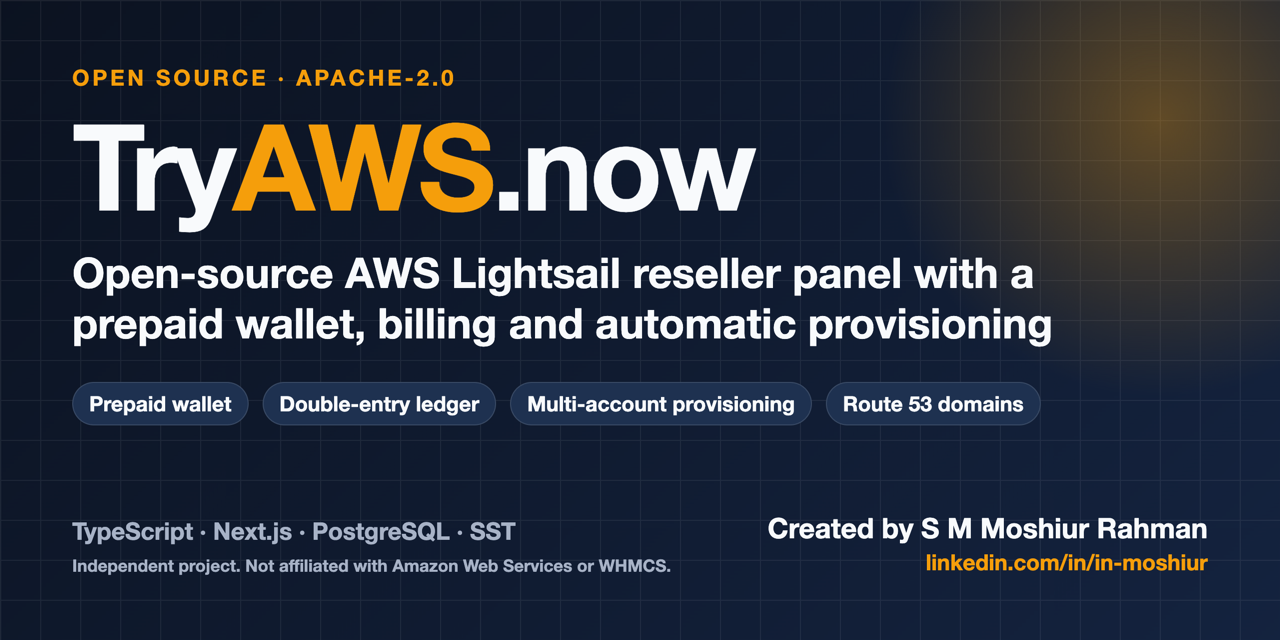 OPEN SOURCE · APACHE-2.0
TryAWS.now
Open-source AWS Lightsail reseller panel with a
prepaid wallet, billing and automatic provisioning
Prepaid wallet
Double-entry ledger
Multi-account provisioning
Route 53 domains
TypeScript · Next.js · PostgreSQL · SST
Independent project. Not affiliated with Amazon Web Services or WHMCS.
Created by S M Moshiur Rahman
linkedin.com/in/in-moshiur